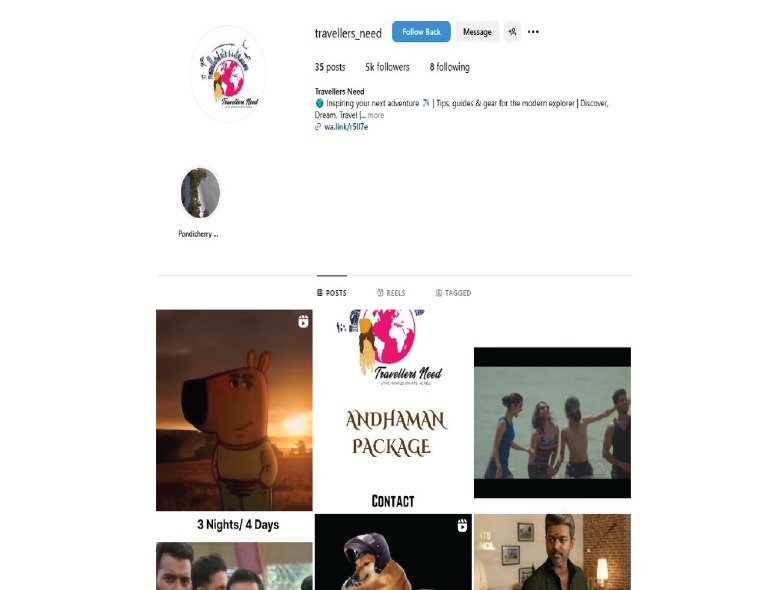 travellers_need Follow Back Message
35 posts 5k followers 8 following
Travellers Need
🌍 Inspiring your next adventure ✈️ | Tips, guides & gear for the modern explorer | Discover,
Dream, Travel |... more
wa.link/r5ll7e
Travellers Need
Pondicherry ...
POSTS REELS TAGGED
Travellers Need
ANDHAMAN
PACKAGE
CONTACT
3 Nights/ 4 Days